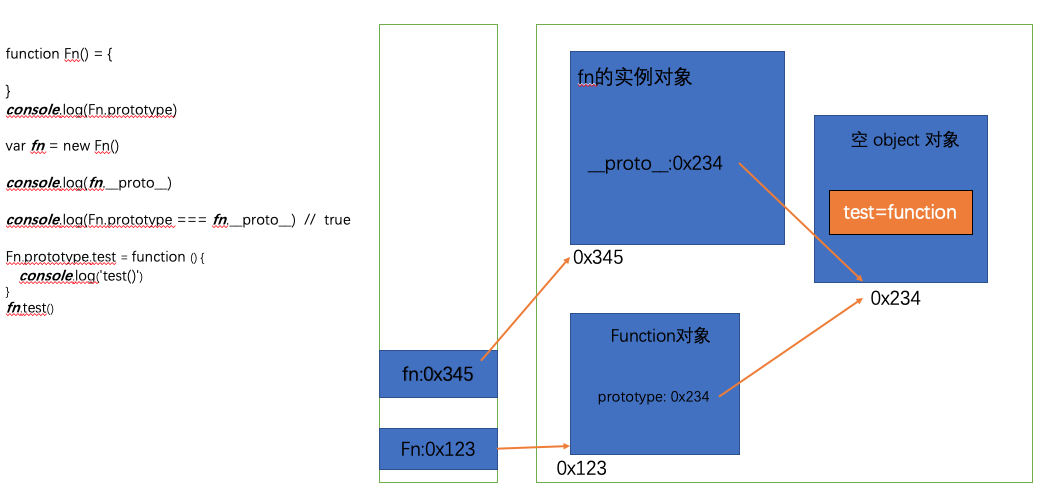 function Fn() = {
}
console.log(Fn.prototype)
var fn = new Fn()
console.log(fn.__proto__)
console.log(Fn.prototype === fn.__proto__) // true
Fn.prototype.test = function () {
console.log('test()')
}
fn.test()
fn:0x345
Fn:0x123
fn的实例对象
__proto__:0x234
0x345
Function对象
prototype: 0x234
0x123
空 object 对象
test=function
0x234